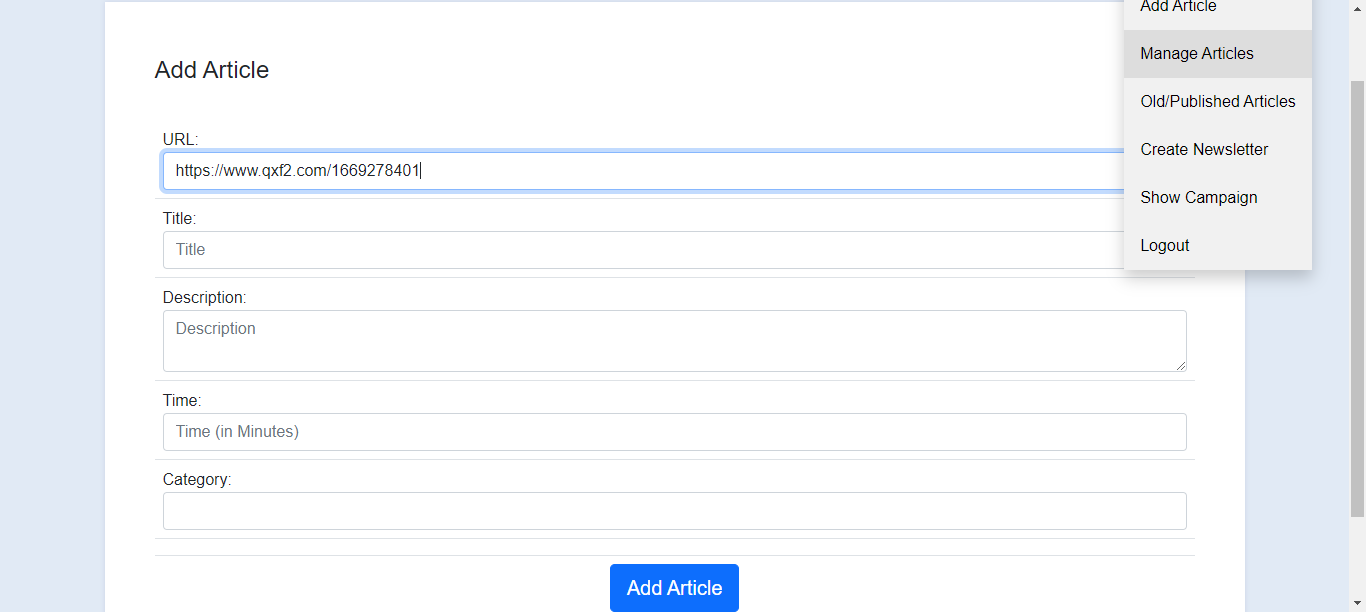 Add Article
Manage Articles
Old/Published Articles
Create Newsletter
Show Campaign
Logout
Add Article
URL:
https://www.qxf2.com/1669278401
Title:
Title
Description:
Description
Time:
Time (in Minutes)
Category:
Add Article